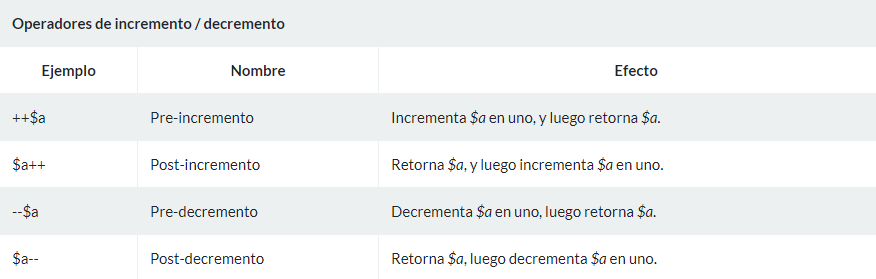 Operadores de incremento / decremento
Ejemplo Nombre Efecto
++$a Pre-incremento Incrementa $a en uno, y luego retorna $a.
$a++ Post-incremento Retorna $a, y luego incrementa $a en uno.
--$a Pre-decremento Decrementa $a en uno, luego retorna $a.
$a-- Post-decremento Retorna $a, luego decrementa $a en uno.